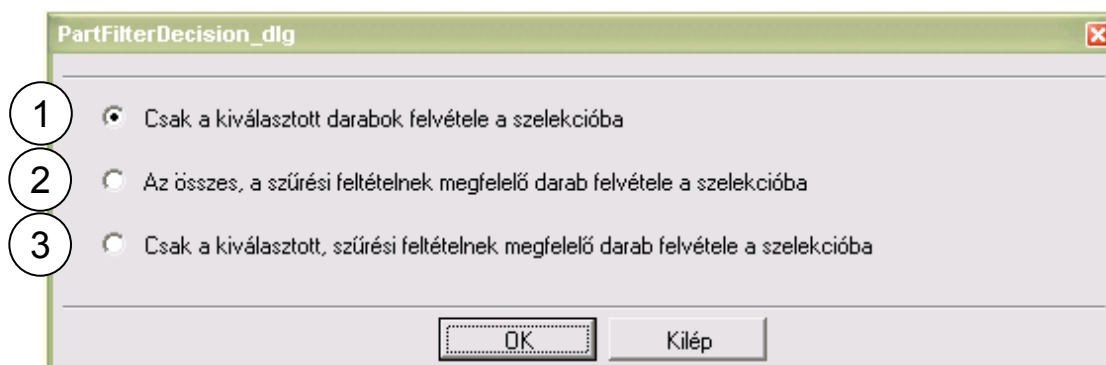 PartFilterDecision_dlg
1 Csak a kiválasztott darabok felvétele a szelekcióba
2 Az összes, a szűrési feltételnek megfelelő darab felvétele a szelekcióba
3 Csak a kiválasztott, szűrési feltételnek megfelelő darab felvétele a szelekcióba
OK Kilép